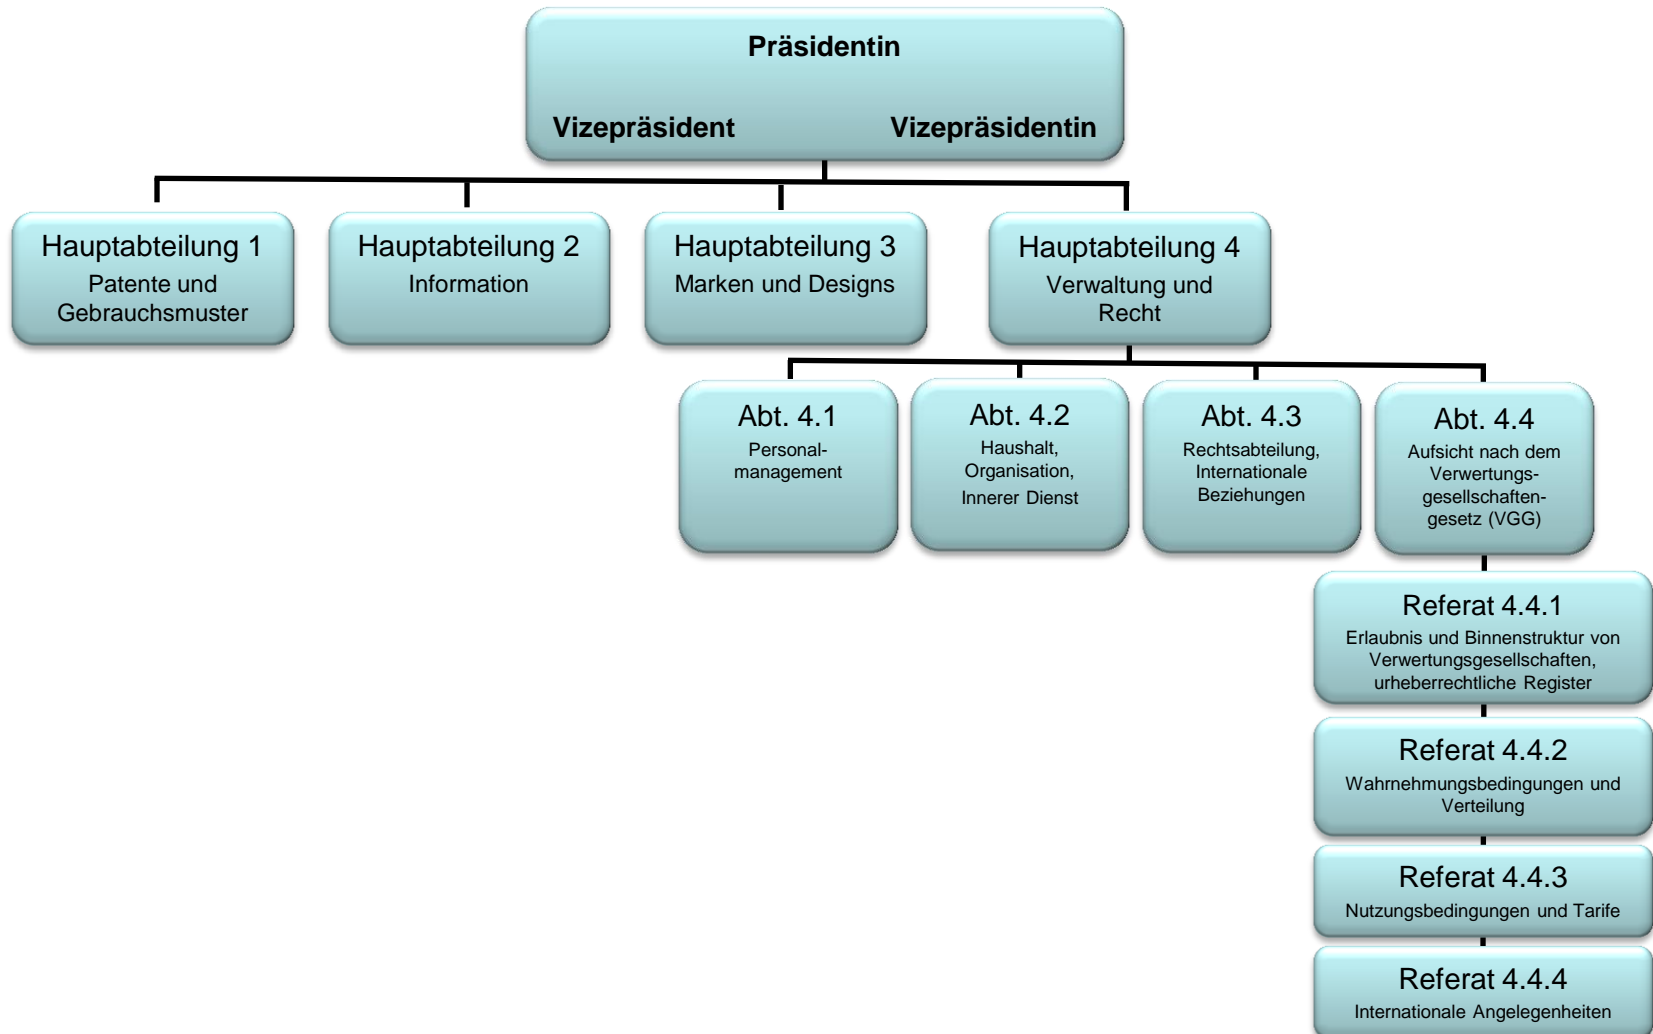 Präsidentin
Vizepräsident Vizepräsidentin
Hauptabteilung 1
Patente und
Gebrauchsmuster
Hauptabteilung 2
Information
Hauptabteilung 3
Marken und Designs
Hauptabteilung 4
Verwaltung und
Recht
Abt. 4.1
Personal-
management
Abt. 4.2
Haushalt,
Organisation,
Innerer Dienst
Abt. 4.3
Rechtsabteilung,
Internationale
Beziehungen
Abt. 4.4
Aufsicht nach dem
Verwertungs-
gesellschaften-
gesetz (VGG)
Referat 4.4.1
Erlaubnis und Binnenstruktur von
Verwertungsgesellschaften,
urheberrechtliche Register
Referat 4.4.2
Wahrnehmungsbedingungen und
Verteilung
Referat 4.4.3
Nutzungsbedingungen und Tarife
Referat 4.4.4
Internationale Angelegenheiten